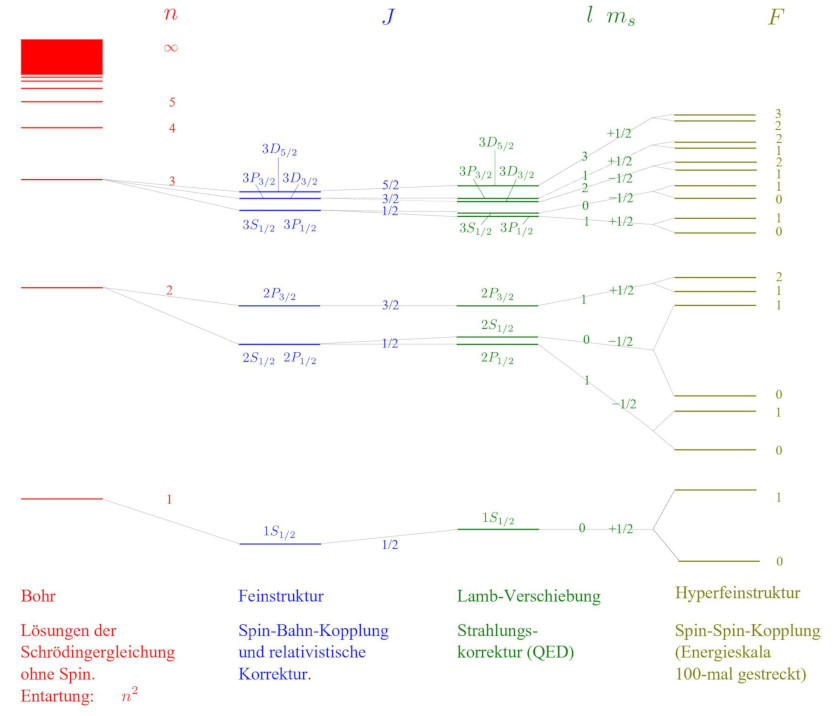 n J l m_s F
∞
5
4
3
2
1
3D_{5/2}
3P_{3/2} 3D_{3/2}
3S_{1/2} 3P_{1/2}
2P_{3/2}
2S_{1/2} 2P_{1/2}
1S_{1/2}
5/2
3/2
1/2
3/2
1/2
1/2
3D_{5/2}
3P_{3/2} 3D_{3/2}
3S_{1/2} 3P_{1/2}
2P_{3/2}
2S_{1/2}
2P_{1/2}
1S_{1/2}
3 +1/2
1 +1/2
2 −1/2
0 −1/2
1 +1/2
1 +1/2
0 −1/2
1 −1/2
0 +1/2
3
2
2
1
2
1
1
0
1
0
2
1
1
0
1
0
1
0
Bohr
Lösungen der
Schrödingergleichung
ohne Spin.
Entartung: n^2
Feinstruktur
Spin-Bahn-Kopplung
und relativistische
Korrektur.
Lamb-Verschiebung
Strahlungs-
korrektur (QED)
Hyperfeinstruktur
Spin-Spin-Kopplung
(Energieskala
100-mal gestreckt)